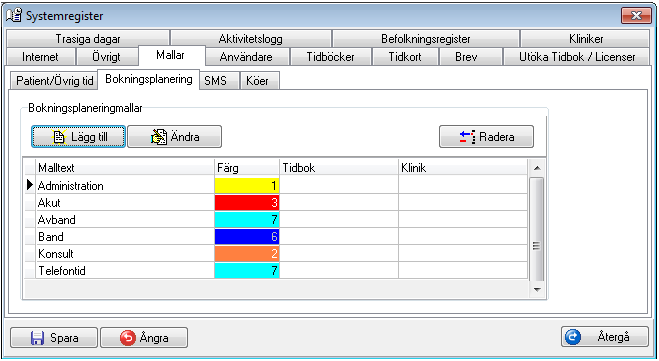 Systemregister
Trasiga dagar Aktivitetslogg Befolkningsregister Kliniker
Internet Övrigt Mallar Användare Tidböcker Tidkort Brev Utöka Tidbok / Licenser
Patient/Övrig tid Bokningsplanering SMS Köer
Bokningsplaneringmallar
Lägg till Ändra Radera
Malltext Färg Tidbok Klinik
Administration 1
Akut 3
Avband 7
Band 6
Konsult 2
Telefontid 7
Spara Ångra Återgå